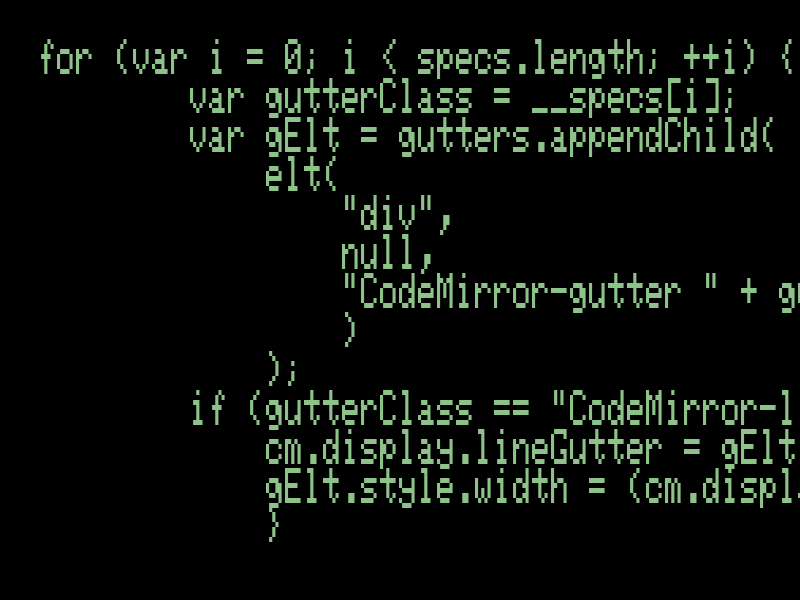 for (var i = 0; i < specs.length; ++i) {
var gutterClass = __specs[i];
var gElt = gutters.appendChild(
elt(
"div",
null,
"CodeMirror-gutter " + gu
)
);
if (gutterClass == "CodeMirror-l
cm.display.lineGutter = gElt
gElt.style.width = (cm.displ
}